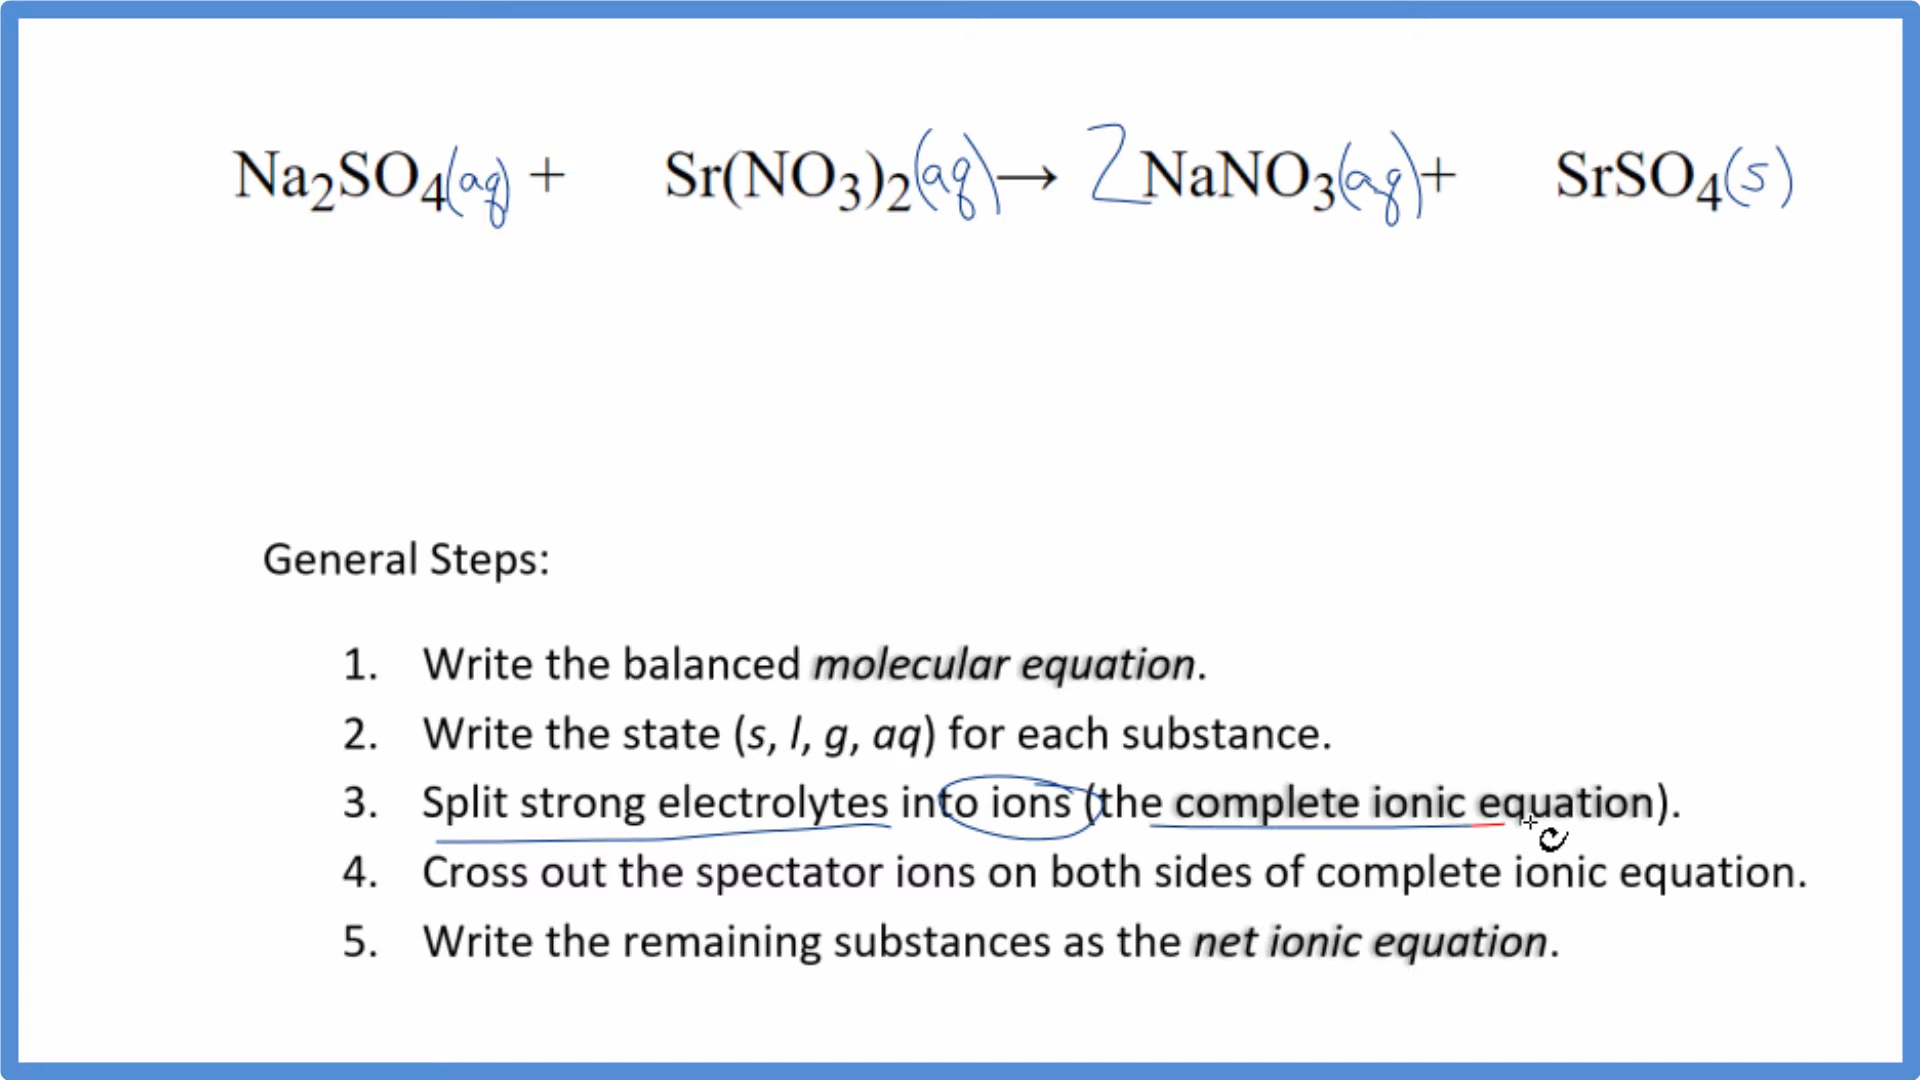 Na₂SO₄(aq) + Sr(NO₃)₂(aq) → 2NaNO₃(aq) + SrSO₄(s)
General Steps:
1. Write the balanced molecular equation.
2. Write the state (s, l, g, aq) for each substance.
3. Split strong electrolytes into ions (the complete ionic equation).
4. Cross out the spectator ions on both sides of complete ionic equation.
5. Write the remaining substances as the net ionic equation.